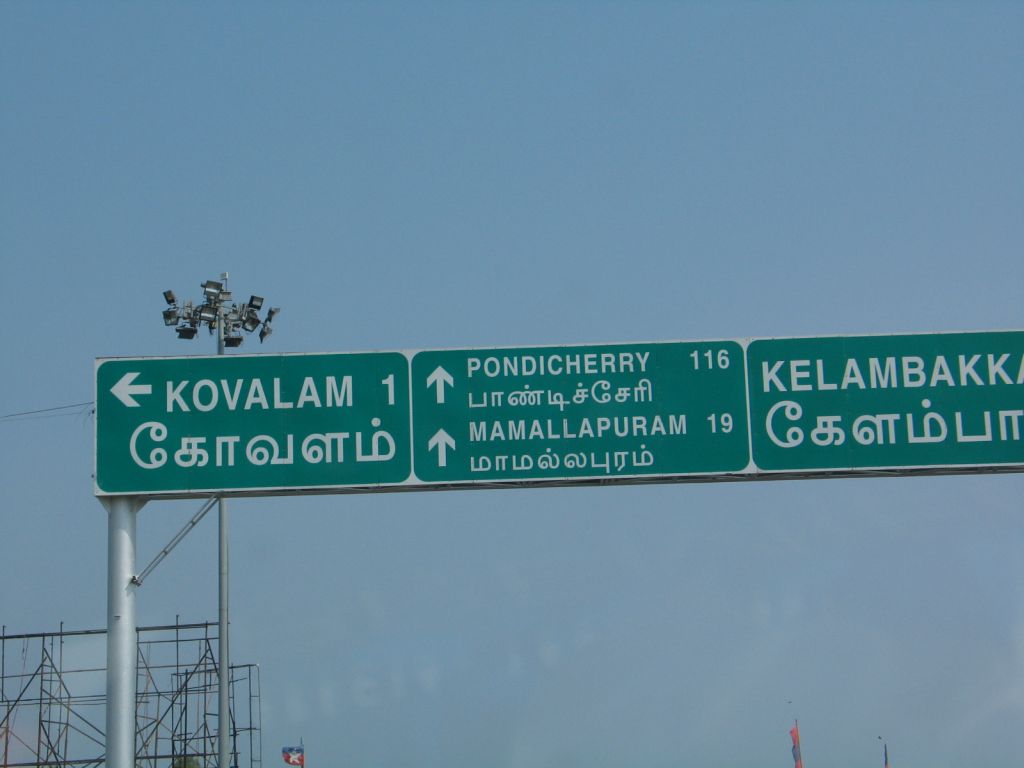 KOVALAM 1
கோவளம்
PONDICHERRY 116
பாண்டிச்சேரி
MAMALLAPURAM 19
மாமல்லபுரம்